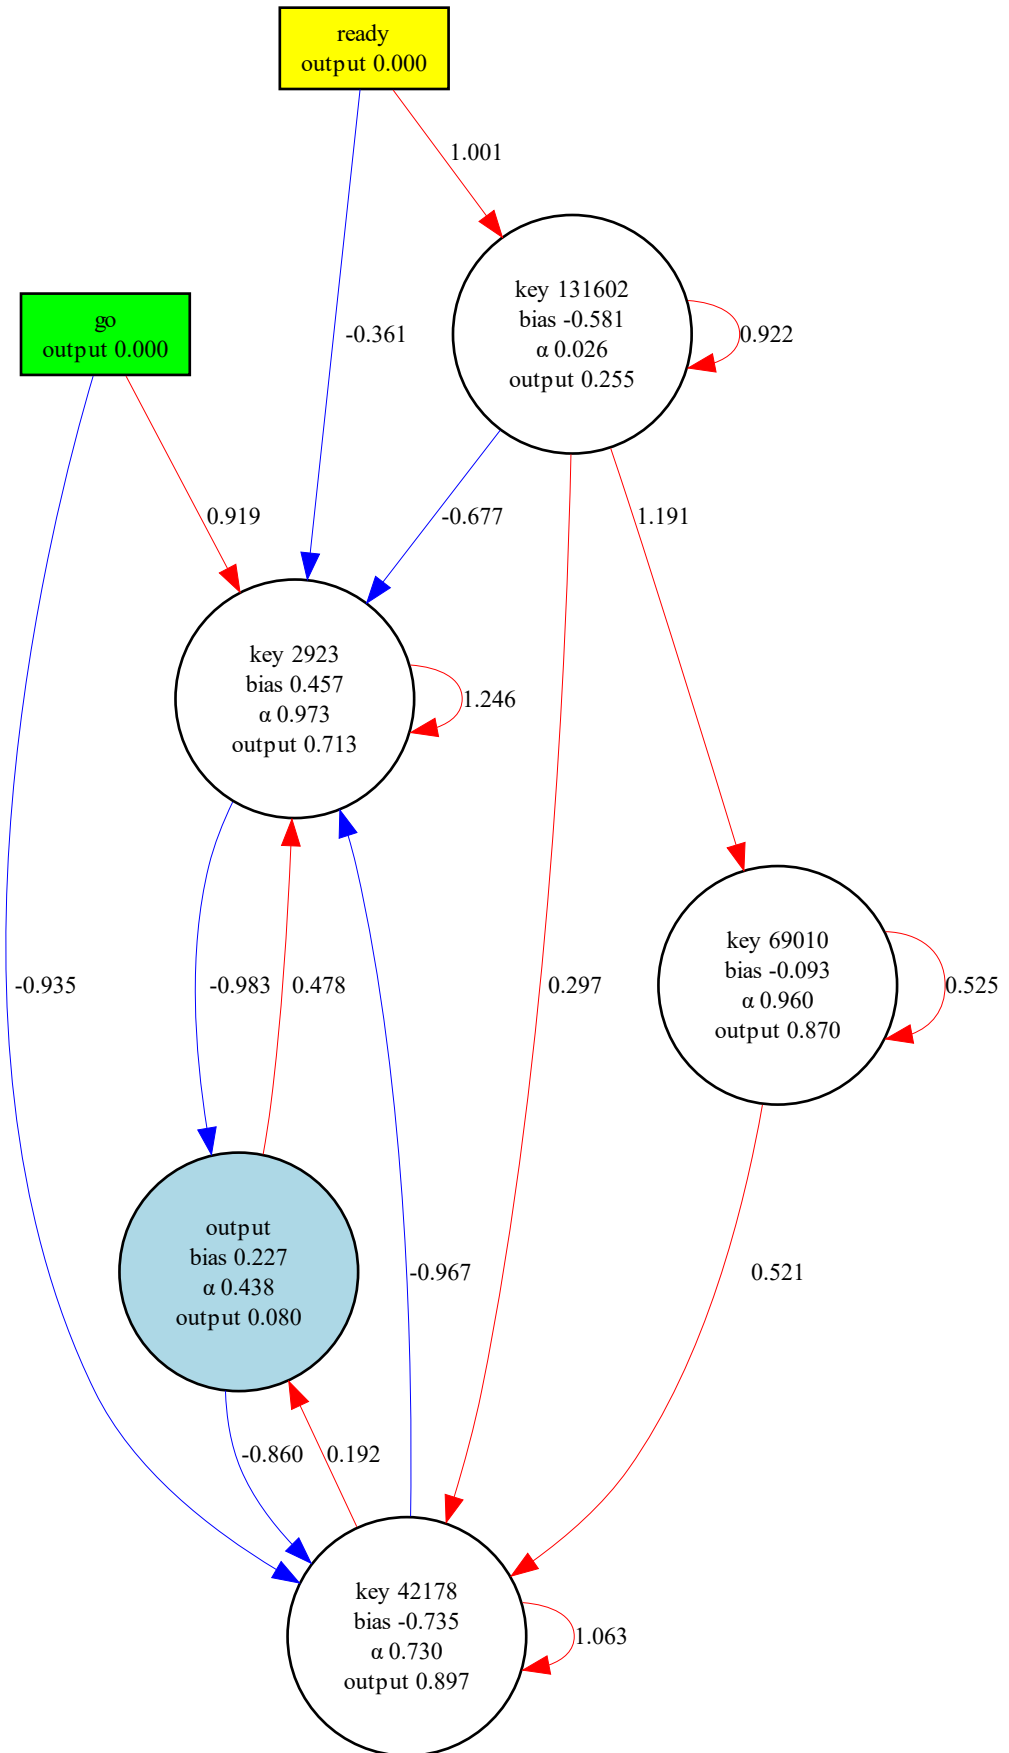 ready
output 0.000
1.001
go
output 0.000
-0.361
key 131602
bias -0.581
α 0.026
output 0.255
0.922
0.919
-0.677
1.191
key 2923
bias 0.457
α 0.973
output 0.713
1.246
key 69010
bias -0.093
α 0.960
output 0.870
-0.935
-0.983
0.478
0.297
0.525
output
bias 0.227
α 0.438
output 0.080
-0.967
0.521
-0.860
0.192
key 42178
bias -0.735
α 0.730
output 0.897
1.063